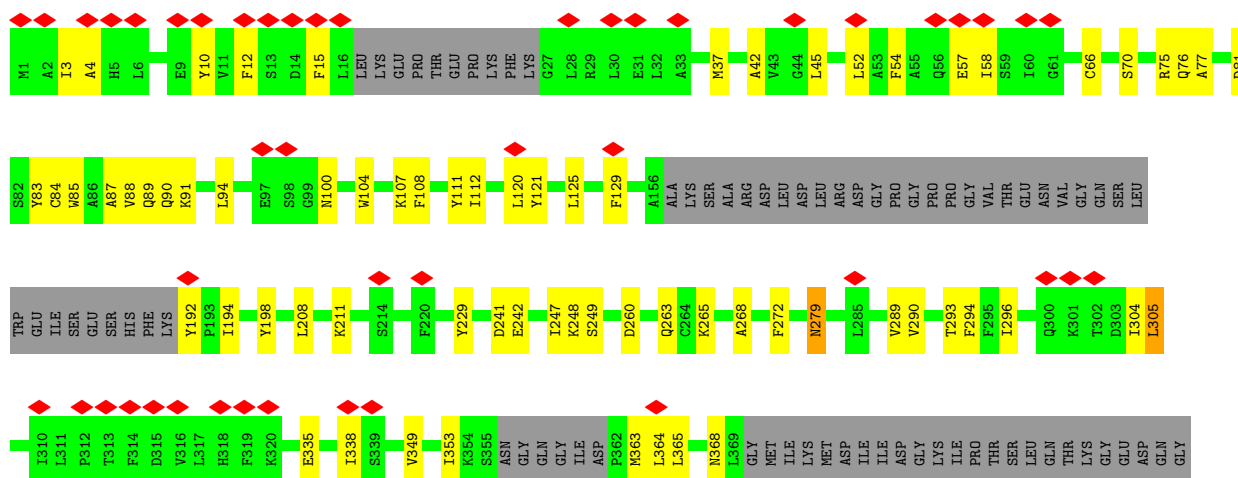 M1 A2 I3 A4 H5 L6 E9 Y10 V11 F12 S13 D14 F15 L16 LEU LYS GLU PRO THR GLU PRO LYS PHE LYS G27 L28 R29 L30 E31 L32 A33 M37 A42 V43 G44 L45 L52 A53 F54 A55 Q56 E57 I58 S59 I60 G61 C66 S70 R75 Q76 A77
S82 Y83 C84 W85 A86 A87 V88 Q89 Q90 K91 L94 E97 S98 G99 N100 W104 K107 F108 Y111 I112 L120 Y121 L125 F129 A156 ALA LYS SER ALA ARG ASP LEU ASP LEU ARG ASP GLY PRO GLY PRO PRO GLY VAL THR GLU ASN VAL GLY GLN SER LEU
TRP GLU ILE SER GLU SER HIS PHE LYS Y192 P193 I194 Y198 L208 K211 S214 F220 Y229 D241 E242 I247 K248 S249 D260 Q263 C264 K265 A268 F272 N279 L285 V289 V290 T293 F294 F295 I296 Q300 K301 T302 D303 I304 L305
I310 L311 P312 T313 F314 D315 V316 L317 H318 F319 K320 E335 I338 S339 V349 I353 K354 S355 ASN GLY GLN GLY ILE ASP P362 M363 L364 L365 N368 L369 GLY MET ILE LYS MET ASP ILE ILE ASP GLY LYS ILE PRO THR SER LEU GLN GLN THR LYS GLY GLU ASP GLN GLY